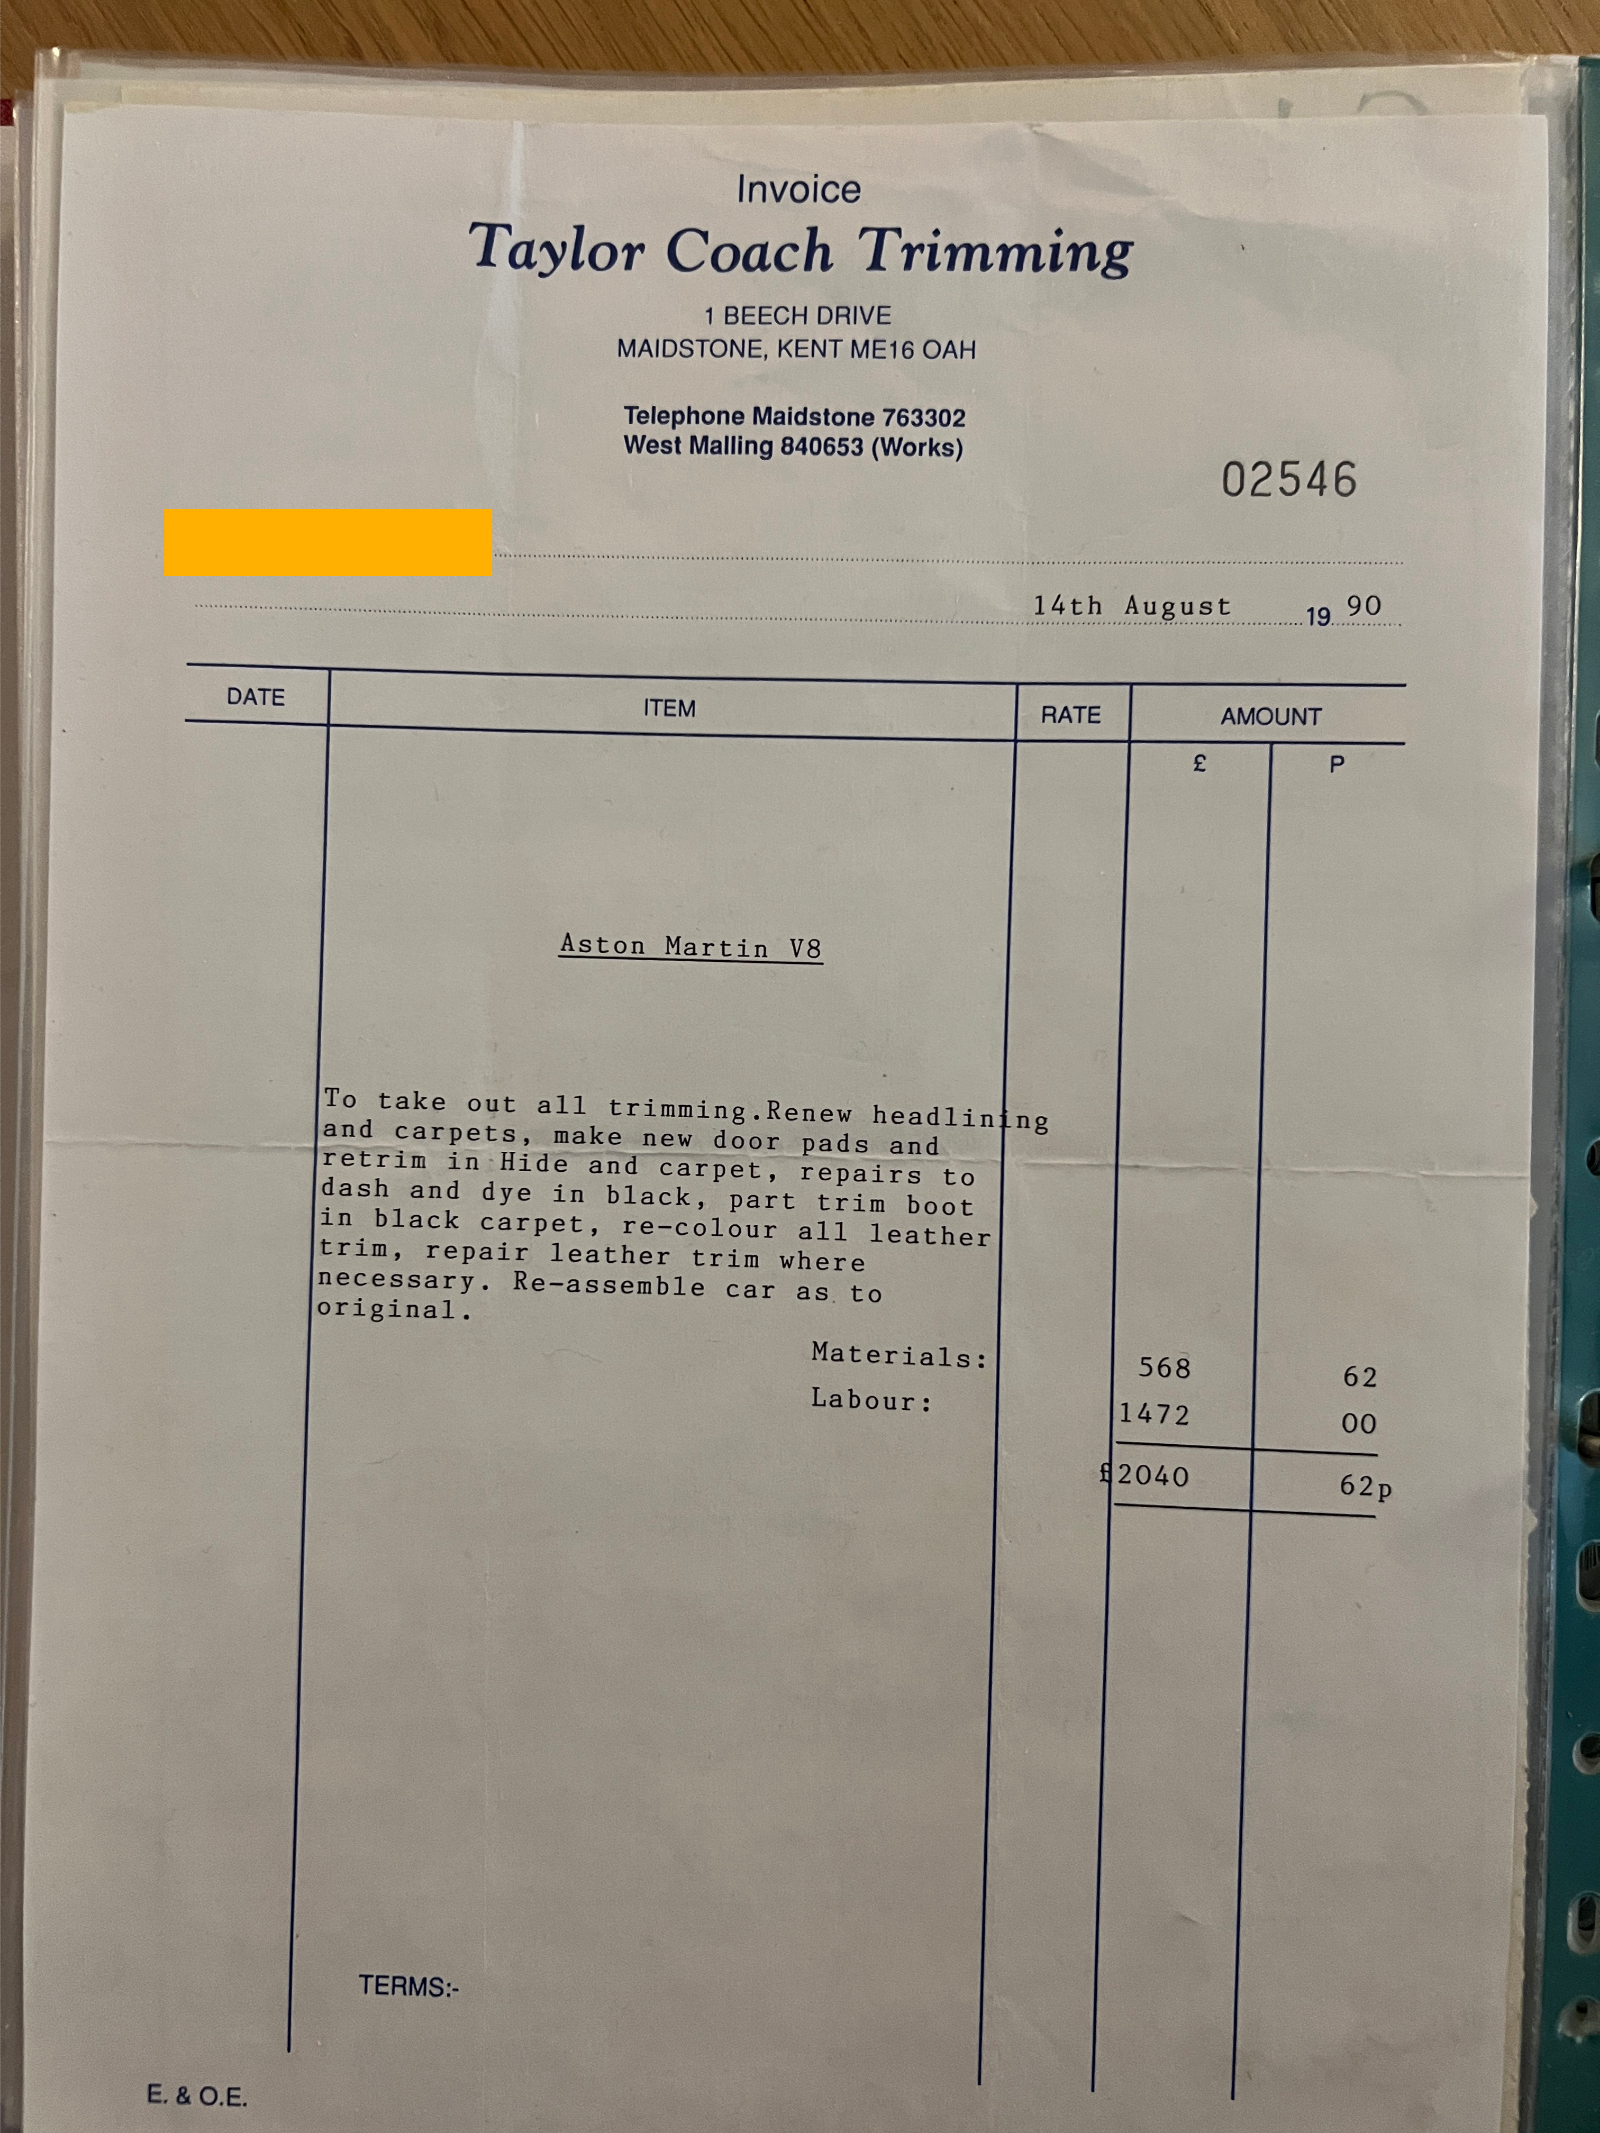 Invoice
Taylor Coach Trimming
1 BEECH DRIVE
MAIDSTONE, KENT ME16 OAH
Telephone Maidstone 763302
West Malling 840653 (Works)
02546
14th August 19 90
DATE ITEM RATE AMOUNT
£ P
Aston Martin V8
To take out all trimming.Renew headlining
and carpets, make new door pads and
retrim in Hide and carpet, repairs to
dash and dye in black, part trim boot
in black carpet, re-colour all leather
trim, repair leather trim where
necessary. Re-assemble car as to
original.
Materials: 568 62
Labour: 1472 00
£2040 62p
TERMS:-
E. & O.E.